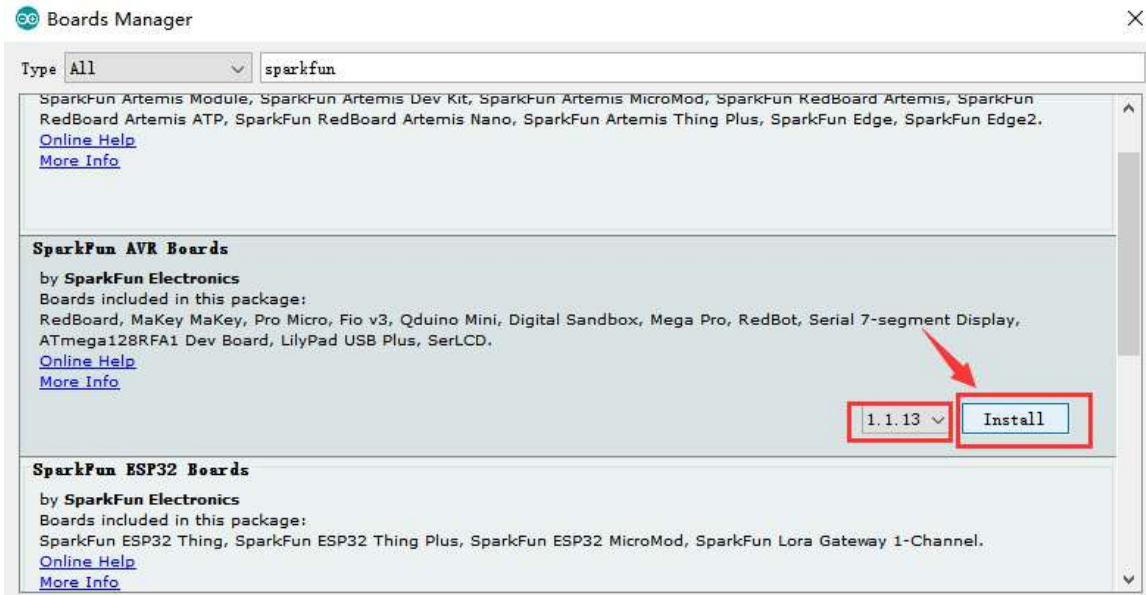 Boards Manager
Type All sparkfun
SparkFun Artemis Module, SparkFun Artemis Dev Kit, SparkFun Artemis MicroMod, SparkFun RedBoard Artemis, SparkFun
RedBoard Artemis ATP, SparkFun RedBoard Artemis Nano, SparkFun Artemis Thing Plus, SparkFun Edge, SparkFun Edge2.
Online Help
More Info
SparkFun AVR Boards
by SparkFun Electronics
Boards included in this package:
RedBoard, MaKey MaKey, Pro Micro, Fio v3, Qduino Mini, Digital Sandbox, Mega Pro, RedBot, Serial 7-segment Display,
ATmega128RFA1 Dev Board, LilyPad USB Plus, SerLCD.
Online Help
More Info
1.1.13 Install
SparkFun ESP32 Boards
by SparkFun Electronics
Boards included in this package:
SparkFun ESP32 Thing, SparkFun ESP32 Thing Plus, SparkFun ESP32 MicroMod, SparkFun Lora Gateway 1-Channel.
Online Help
More Info